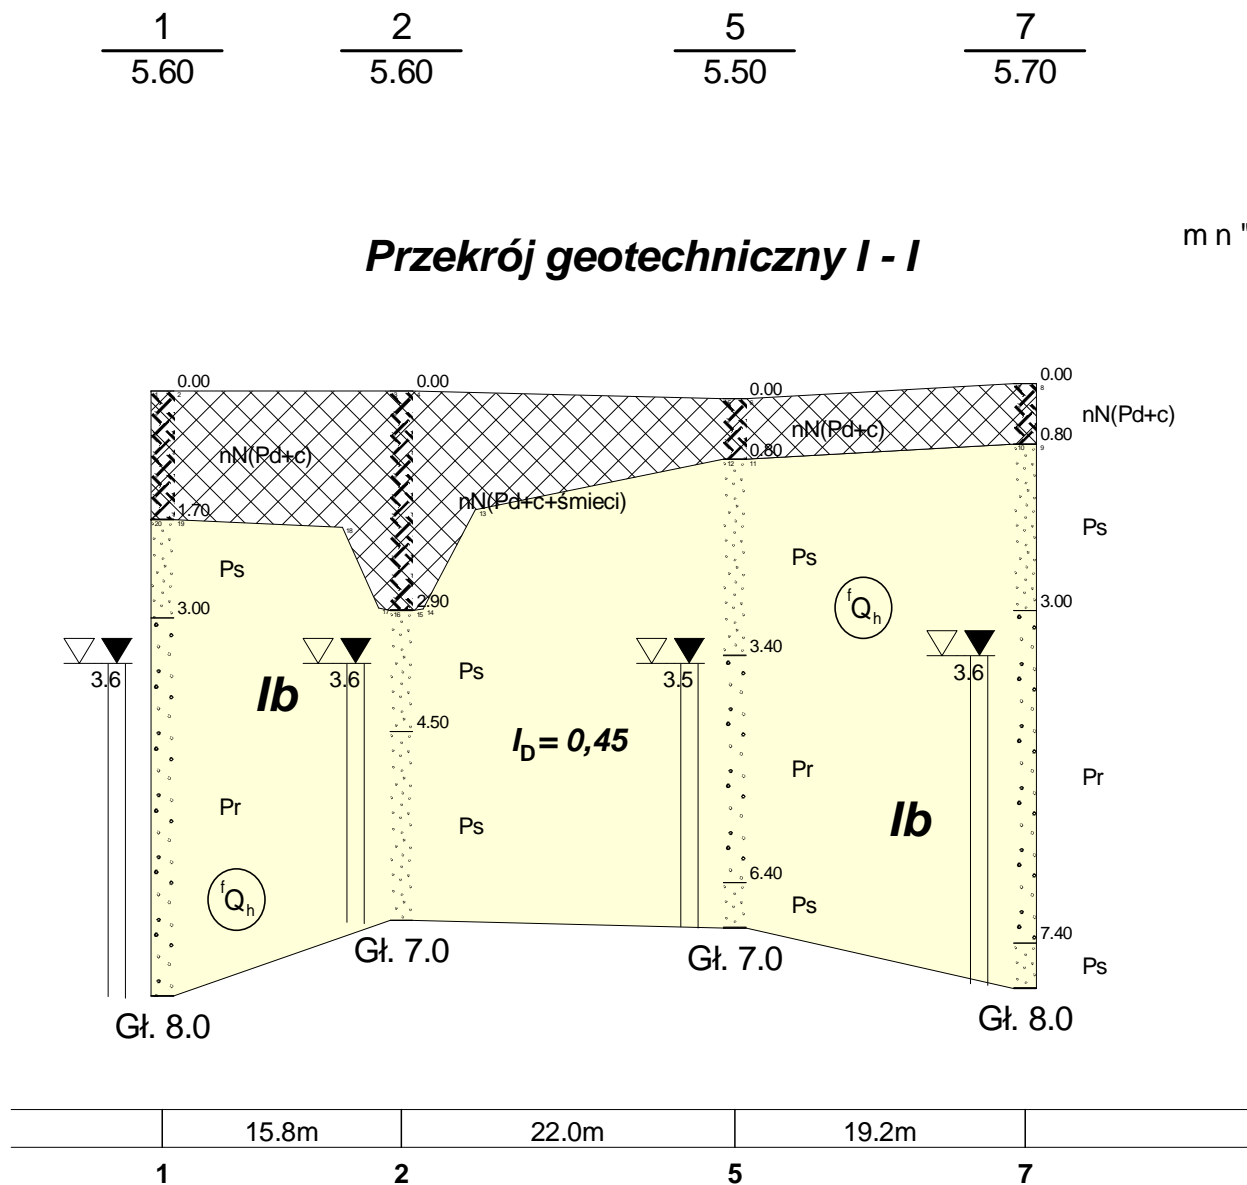 1 2 5 7
5.60 5.60 5.50 5.70
m n "
Przekrój geotechniczny I - I
0.00 0.00 0.00 0.00
nN(Pd+c) nN(Pd+c) nN(Pd+c)
0.80 0.80
nN(Pd+c+śmieci)
1.70
Ps Ps Ps
2.90
3.00 3.00
fQh
3.40
3.6 3.6 3.5 3.6
Ps
Ib
4.50
ID = 0,45
Pr Pr
Pr Ps
Ib
6.40
fQh Ps
7.40
Ps
Gł. 7.0 Gł. 7.0
Gł. 8.0 Gł. 8.0
15.8m 22.0m 19.2m
1 2 5 7